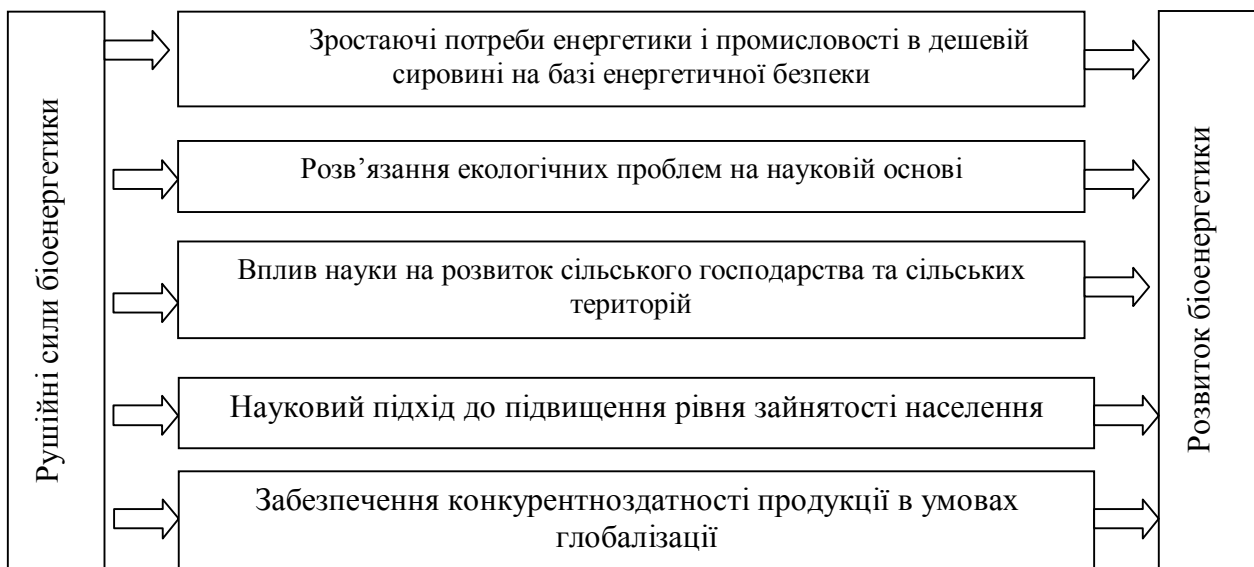 Рушійні сили біоенергетики
Зростаючі потреби енергетики і промисловості в дешевій
сировині на базі енергетичної безпеки
Розв’язання екологічних проблем на науковій основі
Вплив науки на розвиток сільського господарства та сільських
територій
Науковий підхід до підвищення рівня зайнятості населення
Забезпечення конкурентноздатності продукції в умовах
глобалізації
Розвиток біоенергетики